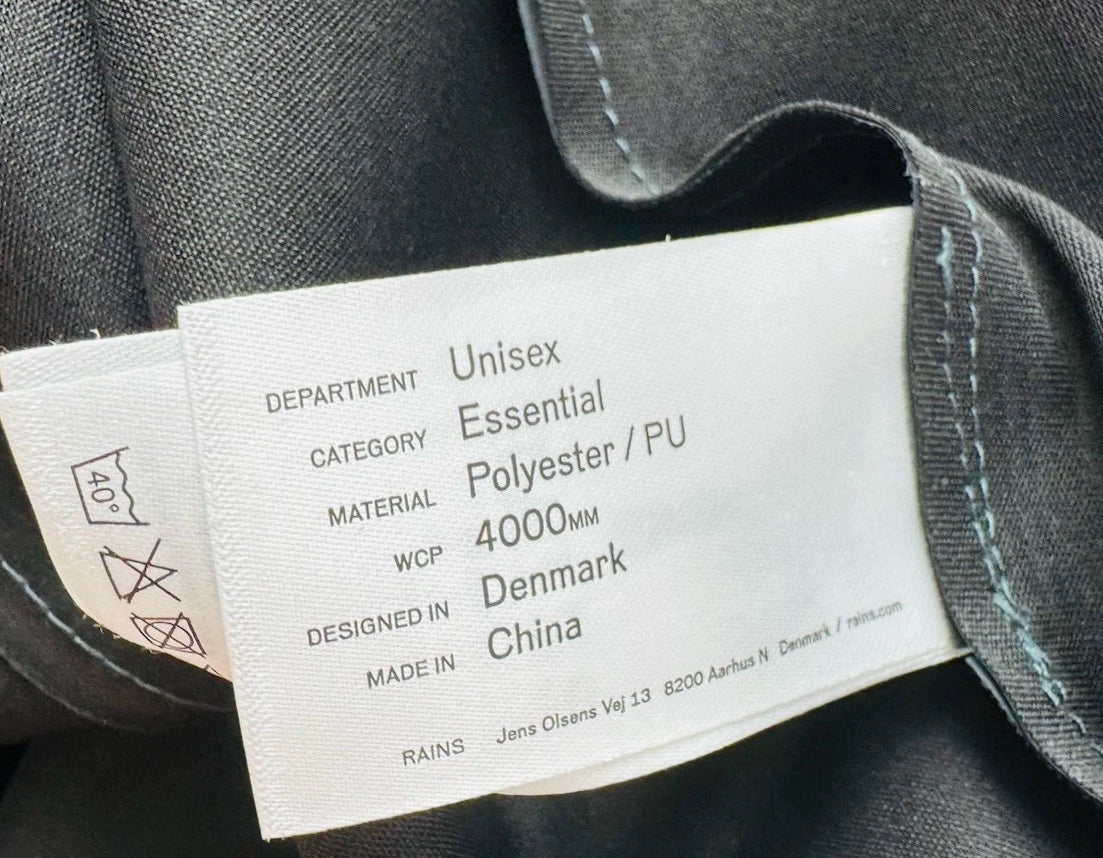 DEPARTMENT Unisex
CATEGORY Essential
MATERIAL Polyester / PU
WCP 4000MM
DESIGNED IN Denmark
MADE IN China
RAINS Jens Olsens Vej 13 8200 Aarhus N Denmark / rains.com
40°